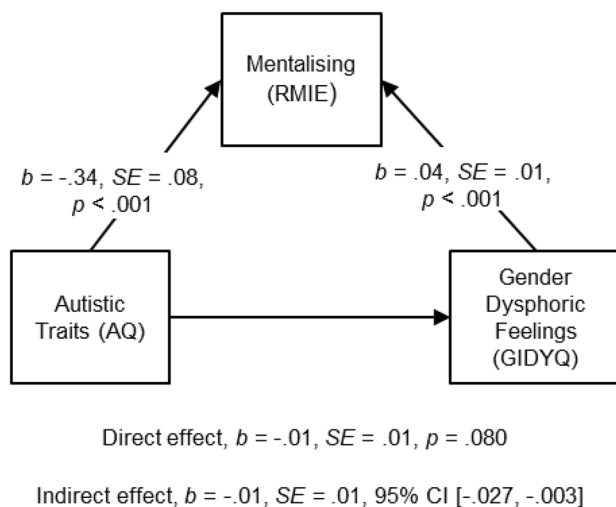 Mentalising
(RMIE)
b = -.34, SE = .08,
p < .001
b = .04, SE = .01,
p < .001
Autistic
Traits (AQ)
Gender
Dysphoric
Feelings
(GIDYQ)
Direct effect, b = -.01, SE = .01, p = .080
Indirect effect, b = -.01, SE = .01, 95% CI [-.027, -.003]